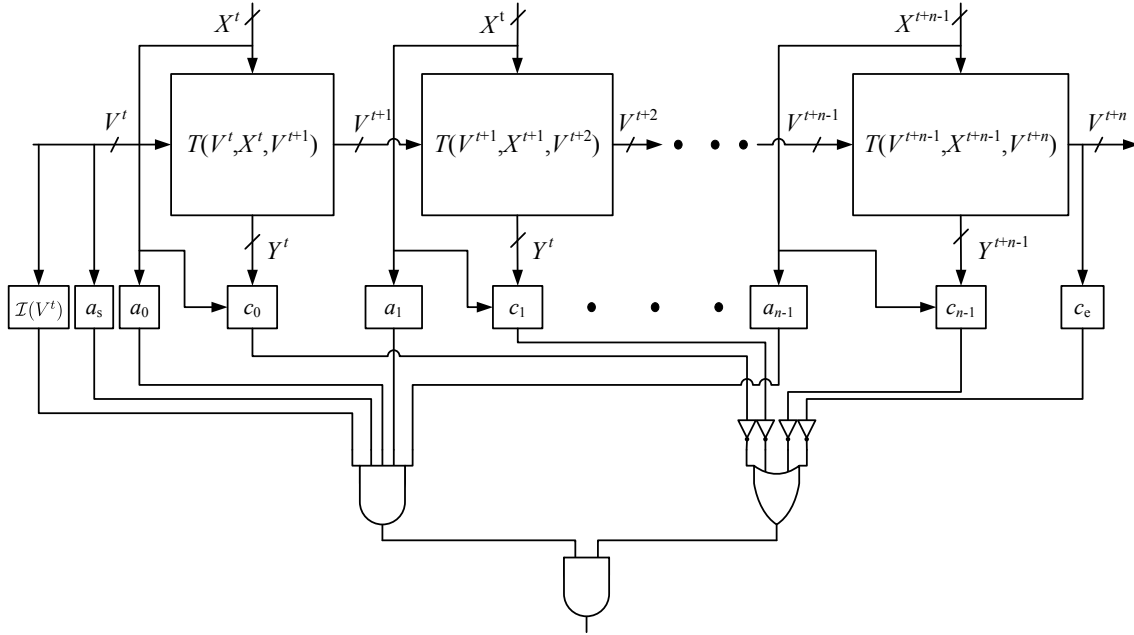 X^t X^t X^{t+n-1}
V^t T(V^t,X^t,V^{t+1}) V^{t+1} T(V^{t+1},X^{t+1},V^{t+2}) V^{t+2} V^{t+n-1} T(V^{t+n-1},X^{t+n-1},V^{t+n}) V^{t+n}
Y^t Y^t Y^{t+n-1}
ℐ(V^t) a_s a_0 c_0 a_1 c_1 a_{n-1} c_{n-1} c_e